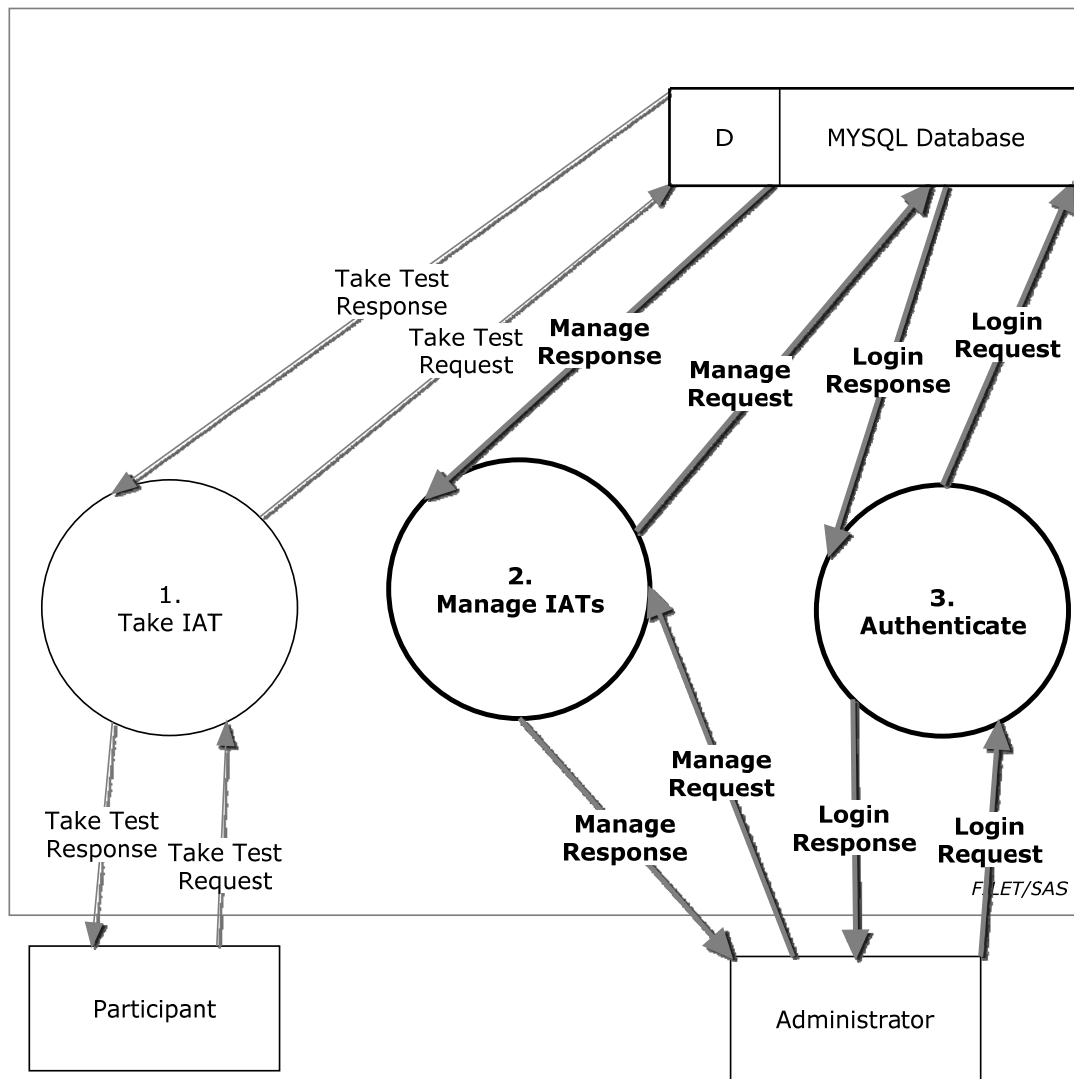 D
MYSQL Database
Take Test
Response
Take Test
Request
Manage
Response
Manage
Request
Login
Response
Login
Request
1.
Take IAT
2.
Manage IATs
3.
Authenticate
Take Test
Response
Take Test
Request
Manage
Response
Manage
Request
Login
Response
Login
Request
Participant
Administrator